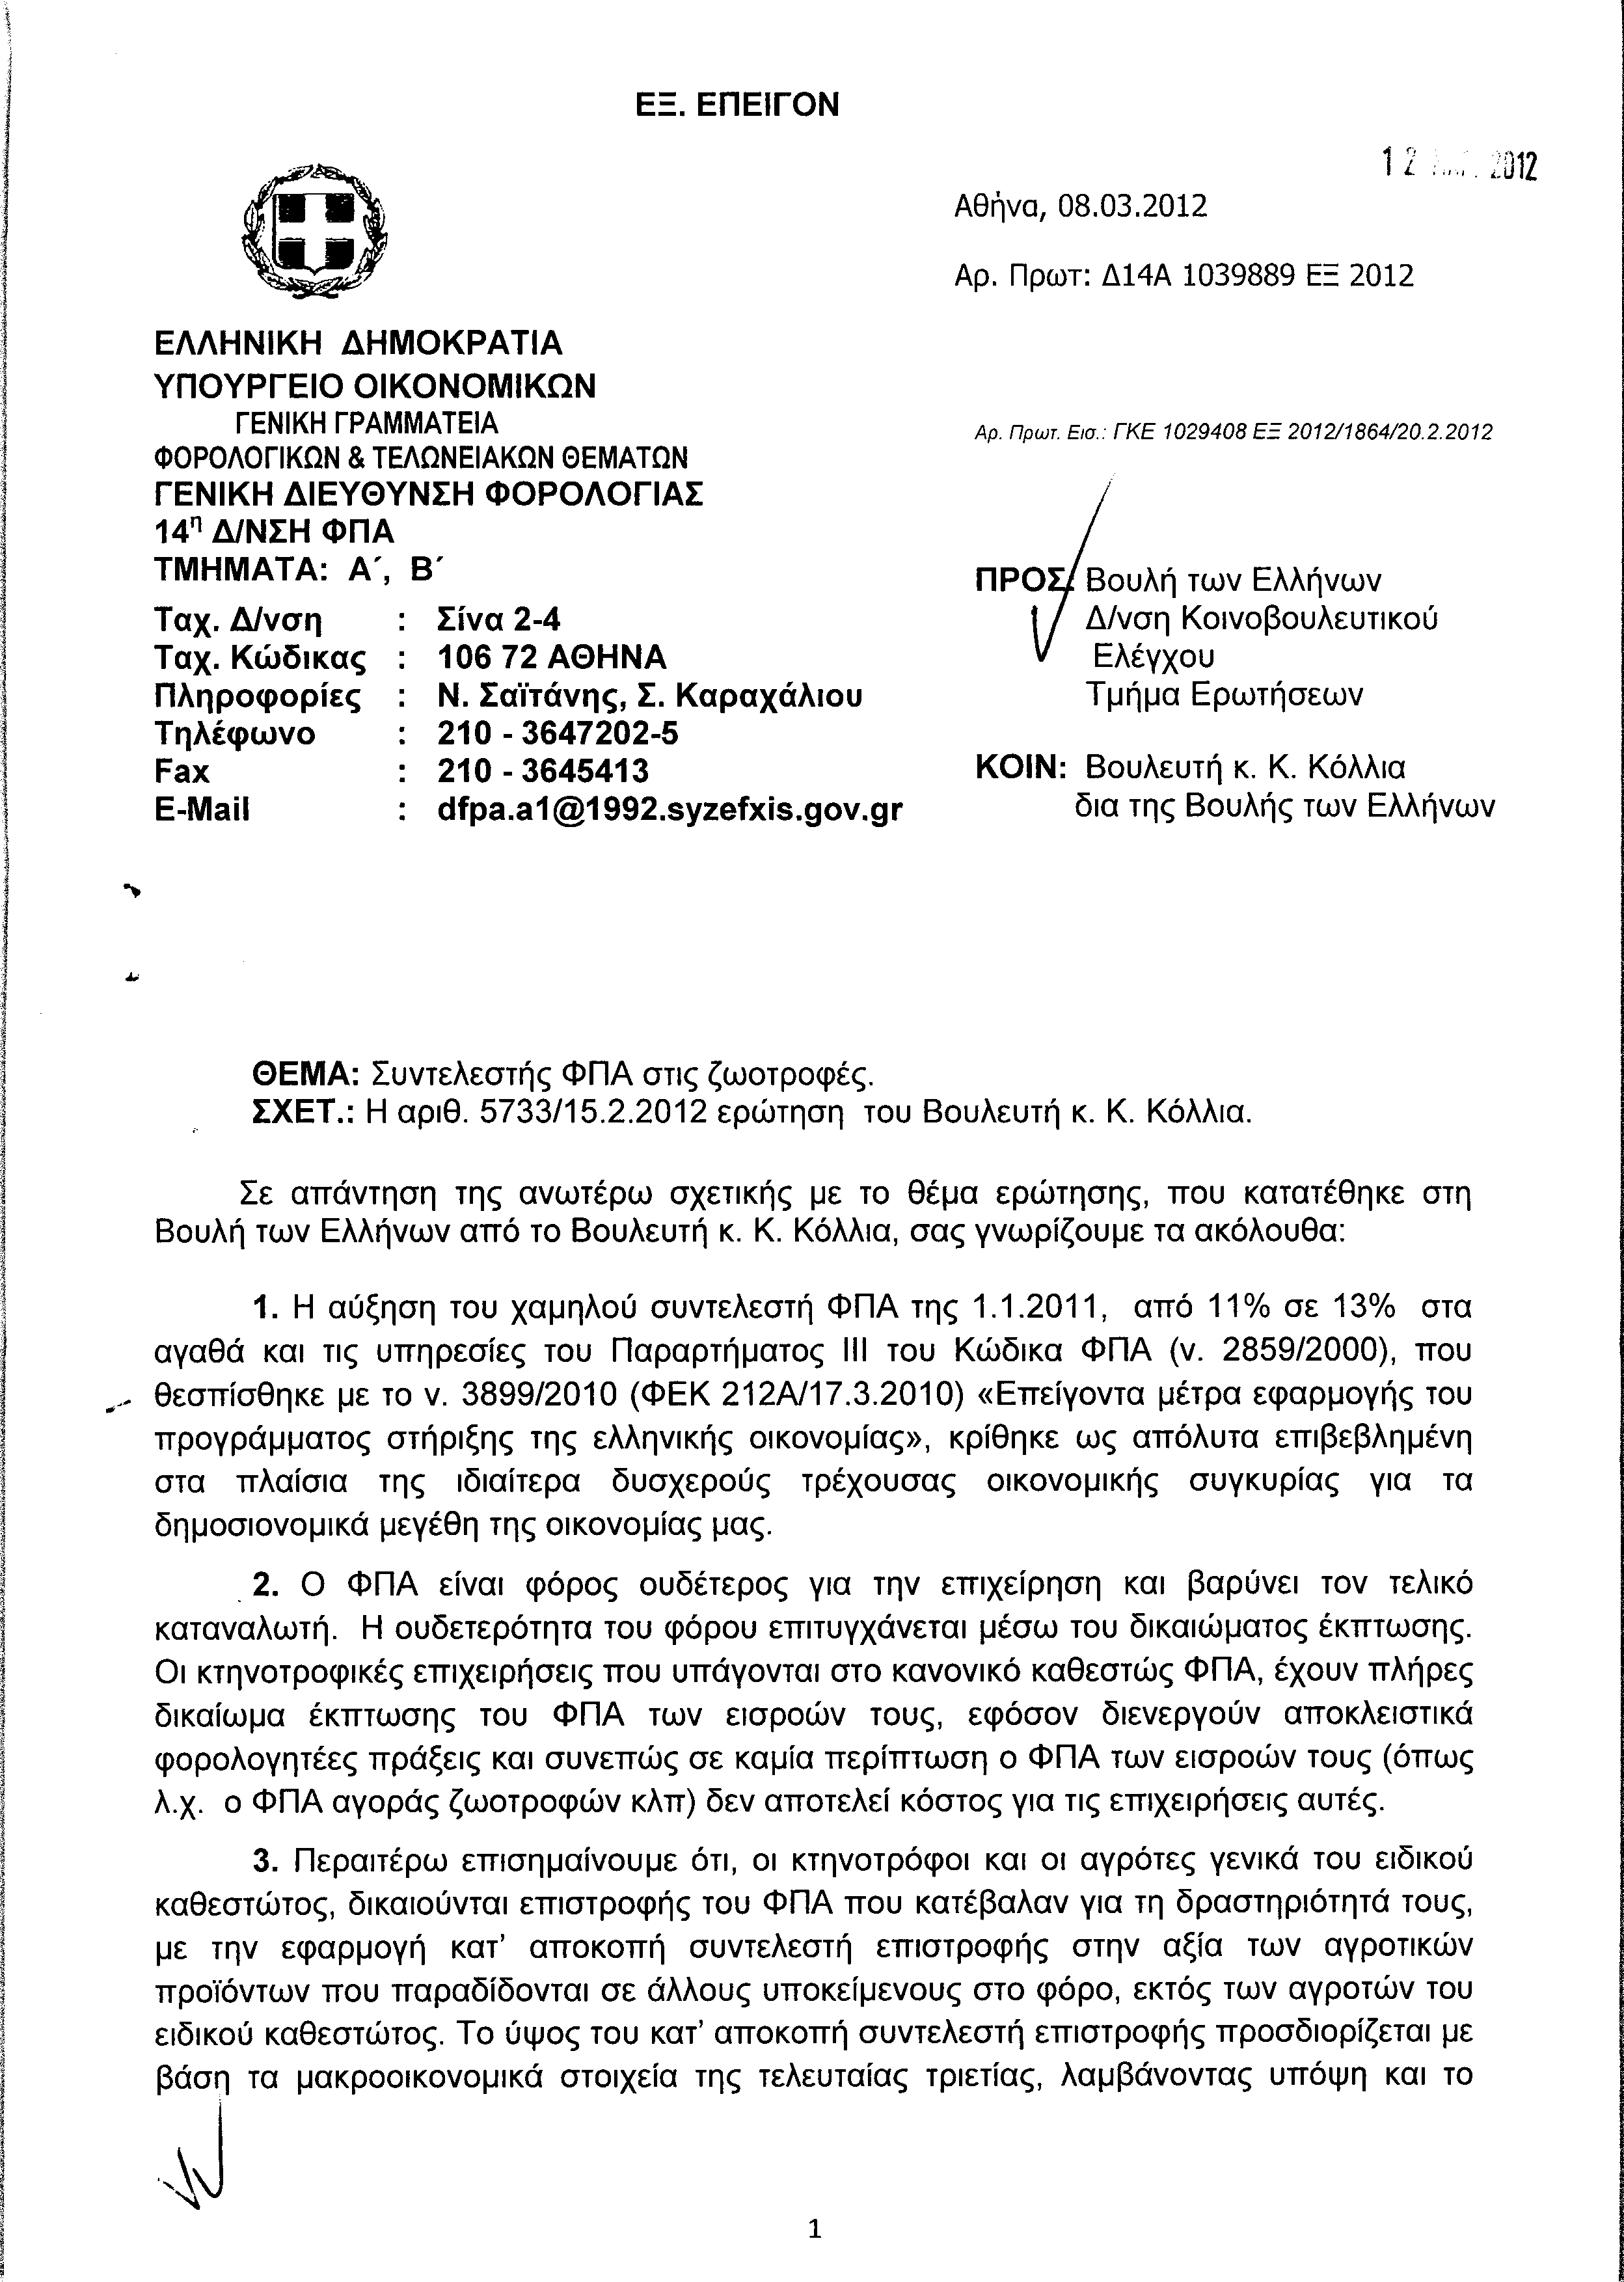 ΕΞ. ΕΠΕΙΓΟΝ
12 2012
Αθήνα, 08.03.2012
Αρ. Πρωτ: Δ14Α 1039889 ΕΞ 2012
ΕΛΛΗΝΙΚΗ ΔΗΜΟΚΡΑΤΙΑ
ΥΠΟΥΡΓΕΙΟ ΟΙΚΟΝΟΜΙΚΩΝ
ΓΕΝΙΚΗ ΓΡΑΜΜΑΤΕΙΑ
ΦΟΡΟΛΟΓΙΚΩΝ & ΤΕΛΩΝΕΙΑΚΩΝ ΘΕΜΑΤΩΝ
ΓΕΝΙΚΗ ΔΙΕΥΘΥΝΣΗ ΦΟΡΟΛΟΓΙΑΣ
14η Δ/ΝΣΗ ΦΠΑ
ΤΜΗΜΑΤΑ: Α΄, Β΄
Ταχ. Δ/νση : Σίνα 2-4
Ταχ. Κώδικας : 106 72 ΑΘΗΝΑ
Πληροφορίες : Ν. Σαϊτάνης, Σ. Καραχάλιου
Τηλέφωνο : 210 - 3647202-5
Fax : 210 - 3645413
E-Mail : dfpa.a1@1992.syzefxis.gov.gr
Αρ. Πρωτ. Εισ.: ΓΚΕ 1029408 ΕΞ 2012/1864/20.2.2012
ΠΡΟΣ: Βουλή των Ελλήνων
Δ/νση Κοινοβουλευτικού
Ελέγχου
Τμήμα Ερωτήσεων
ΚΟΙΝ: Βουλευτή κ. Κ. Κόλλια
δια της Βουλής των Ελλήνων
ΘΕΜΑ: Συντελεστής ΦΠΑ στις ζωοτροφές.
ΣΧΕΤ.: Η αριθ. 5733/15.2.2012 ερώτηση του Βουλευτή κ. Κ. Κόλλια.
Σε απάντηση της ανωτέρω σχετικής με το θέμα ερώτησης, που κατατέθηκε στη
Βουλή των Ελλήνων από το Βουλευτή κ. Κ. Κόλλια, σας γνωρίζουμε τα ακόλουθα:
1. Η αύξηση του χαμηλού συντελεστή ΦΠΑ της 1.1.2011, από 11% σε 13% στα
αγαθά και τις υπηρεσίες του Παραρτήματος ΙΙΙ του Κώδικα ΦΠΑ (ν. 2859/2000), που
θεσπίσθηκε με το ν. 3899/2010 (ΦΕΚ 212Α/17.3.2010) «Επείγοντα μέτρα εφαρμογής του
προγράμματος στήριξης της ελληνικής οικονομίας», κρίθηκε ως απόλυτα επιβεβλημένη
στα πλαίσια της ιδιαίτερα δυσχερούς τρέχουσας οικονομικής συγκυρίας για τα
δημοσιονομικά μεγέθη της οικονομίας μας.
2. Ο ΦΠΑ είναι φόρος ουδέτερος για την επιχείρηση και βαρύνει τον τελικό
καταναλωτή. Η ουδετερότητα του φόρου επιτυγχάνεται μέσω του δικαιώματος έκπτωσης.
Οι κτηνοτροφικές επιχειρήσεις που υπάγονται στο κανονικό καθεστώς ΦΠΑ, έχουν πλήρες
δικαίωμα έκπτωσης του ΦΠΑ των εισροών τους, εφόσον διενεργούν αποκλειστικά
φορολογητέες πράξεις και συνεπώς σε καμία περίπτωση ο ΦΠΑ των εισροών τους (όπως
λ.χ. ο ΦΠΑ αγοράς ζωοτροφών κλπ) δεν αποτελεί κόστος για τις επιχειρήσεις αυτές.
3. Περαιτέρω επισημαίνουμε ότι, οι κτηνοτρόφοι και οι αγρότες γενικά του ειδικού
καθεστώτος, δικαιούνται επιστροφής του ΦΠΑ που κατέβαλαν για τη δραστηριότητά τους,
με την εφαρμογή κατ' αποκοπή συντελεστή επιστροφής στην αξία των αγροτικών
προϊόντων που παραδίδονται σε άλλους υποκείμενους στο φόρο, εκτός των αγροτών του
ειδικού καθεστώτος. Το ύψος του κατ' αποκοπή συντελεστή επιστροφής προσδιορίζεται με
βάση τα μακροοικονομικά στοιχεία της τελευταίας τριετίας, λαμβάνοντας υπόψη και το
1